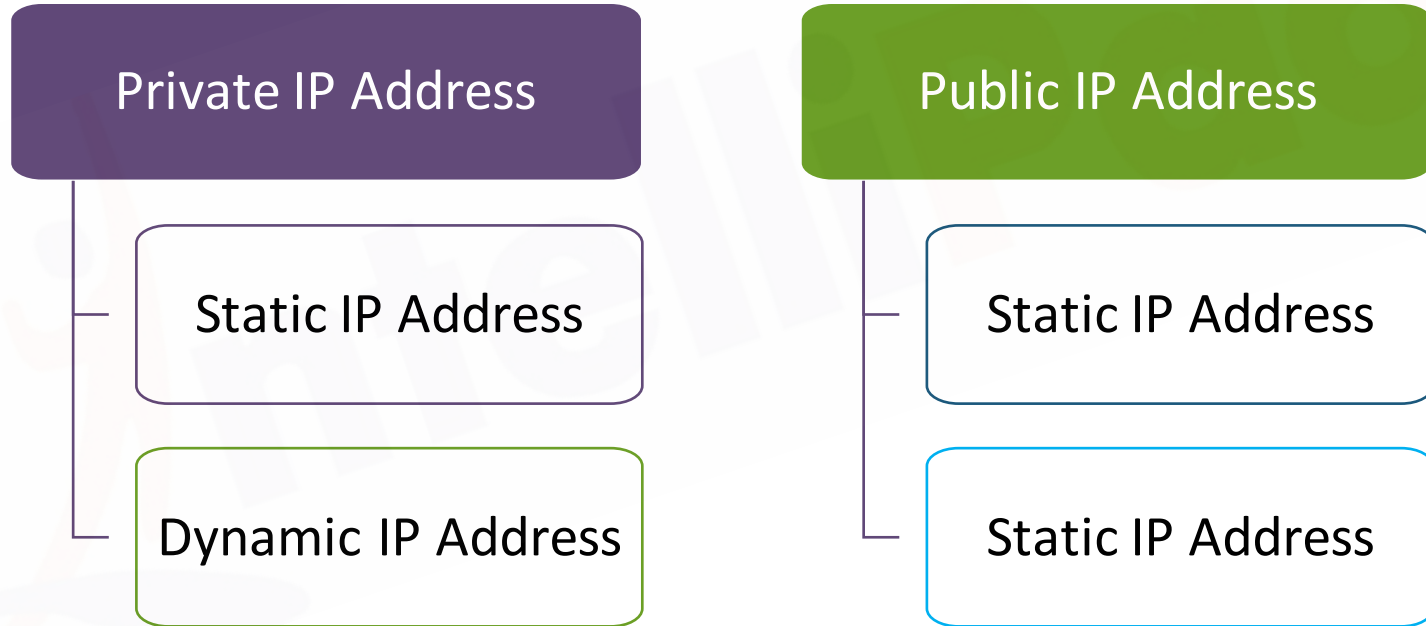 Private IP Address
Static IP Address
Dynamic IP Address
Public IP Address
Static IP Address
Static IP Address